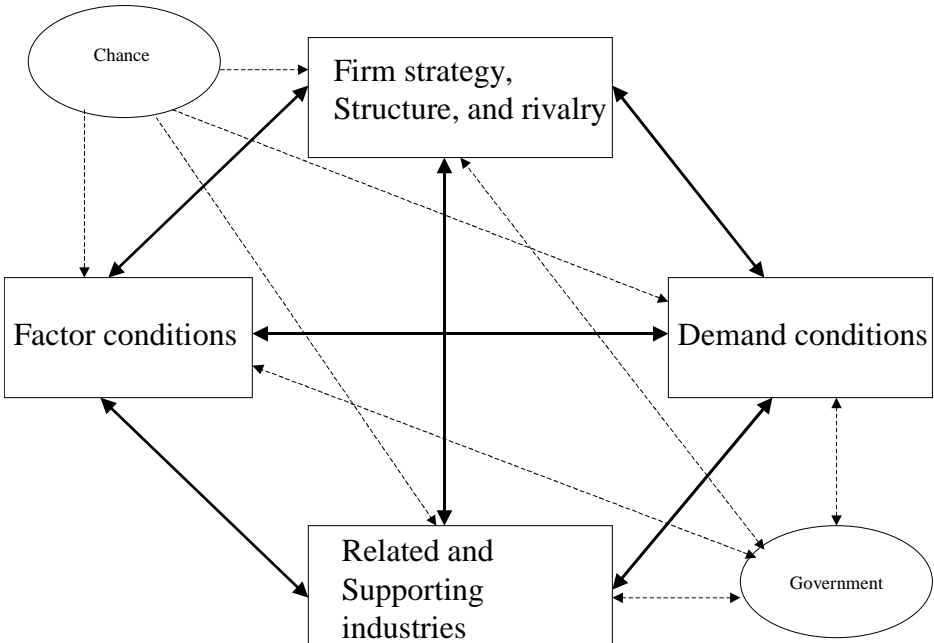 Chance
Firm strategy,
Structure, and rivalry
Factor conditions
Demand conditions
Related and
Supporting
industries
Government